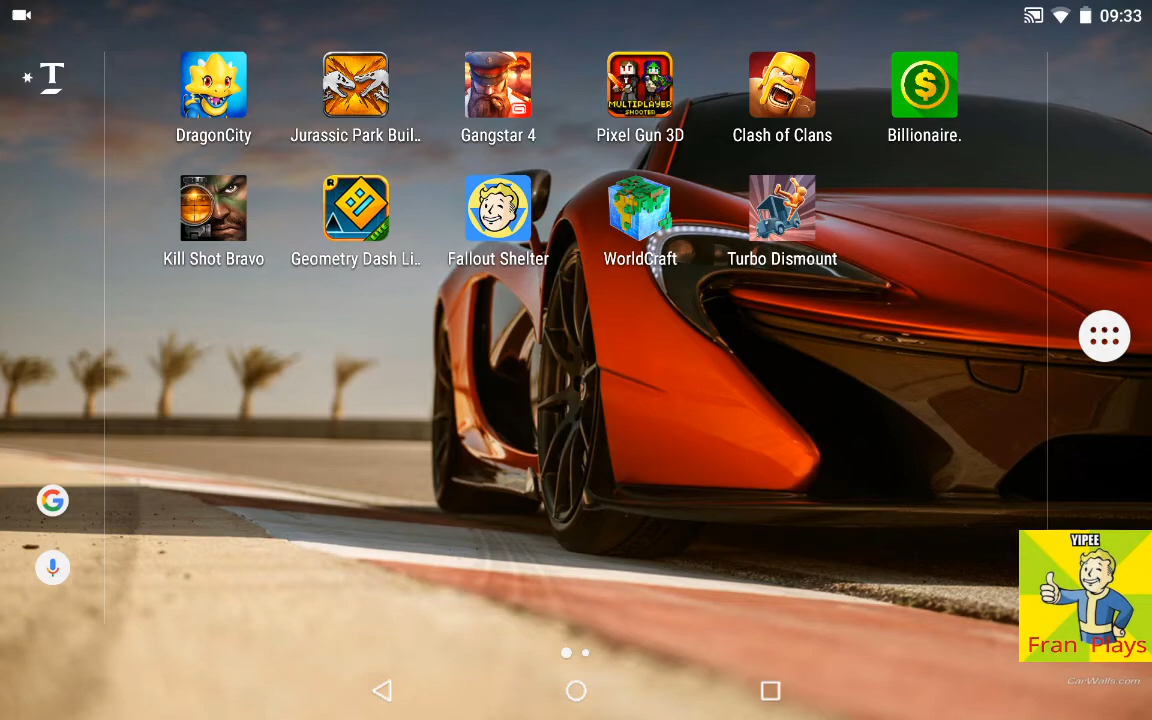 09:33
T
DragonCity
Jurassic Park Buil..
Gangstar 4
MULTIPLAYER
SHOOTER
Pixel Gun 3D
Clash of Clans
$
Billionaire.
Kill Shot Bravo
R
LITE
Geometry Dash Li..
Fallout Shelter
WorldCraft
Turbo Dismount
G
YIPEE
Fran Plays
CarWalls.com